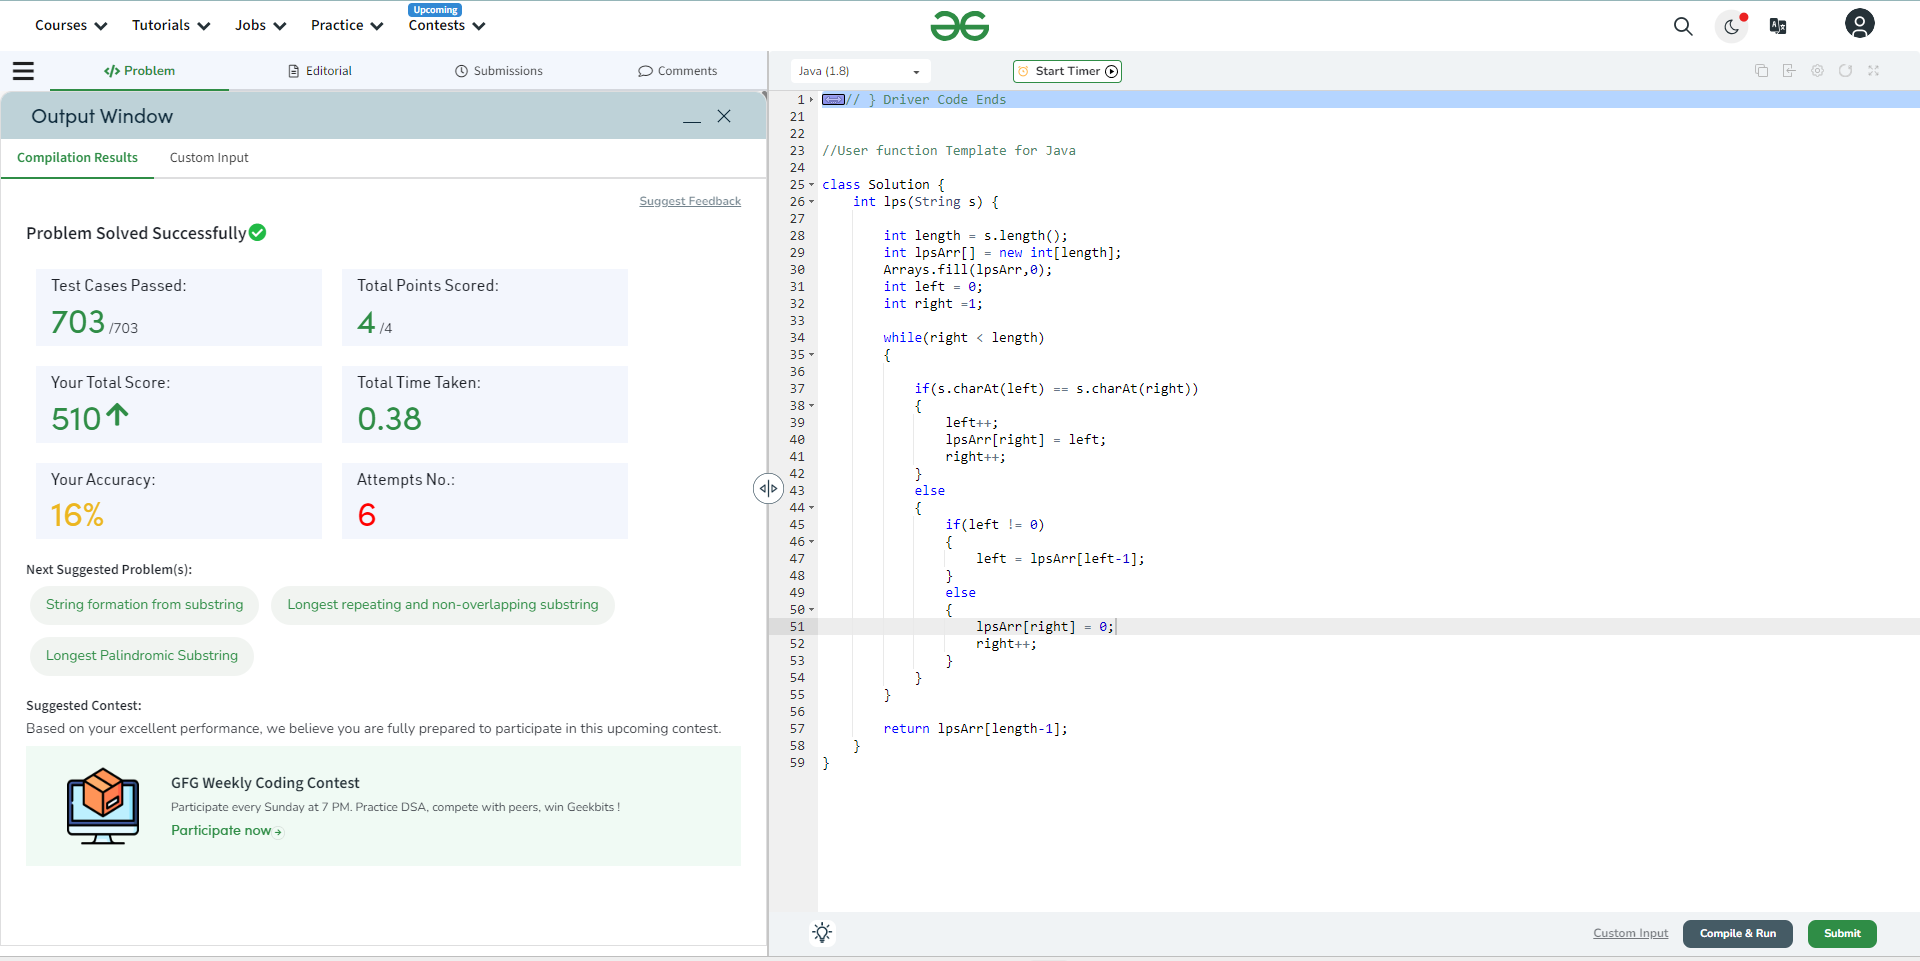 Courses
Tutorials
Jobs
Practice
Upcoming
Contests
Problem
Editorial
Submissions
Comments
Java (1.8)
Start Timer
Output Window
Compilation Results
Custom Input
Suggest Feedback
Problem Solved Successfully
Test Cases Passed:
703 /703
Total Points Scored:
4 /4
Your Total Score:
510
Total Time Taken:
0.38
Your Accuracy:
16%
Attempts No.:
6
Next Suggested Problem(s):
String formation from substring
Longest repeating and non-overlapping substring
Longest Palindromic Substring
Suggested Contest:
Based on your excellent performance, we believe you are fully prepared to participate in this upcoming contest.
GFG Weekly Coding Contest
Participate every Sunday at 7 PM. Practice DSA, compete with peers, win Geekbits !
Participate now
1 // } Driver Code Ends
21
22
23 //User function Template for Java
24
25 class Solution {
26 int lps(String s) {
27
28 int length = s.length();
29 int lpsArr[] = new int[length];
30 Arrays.fill(lpsArr,0);
31 int left = 0;
32 int right =1;
33
34 while(right < length)
35 {
36
37 if(s.charAt(left) == s.charAt(right))
38 {
39 left++;
40 lpsArr[right] = left;
41 right++;
42 }
43 else
44 {
45 if(left != 0)
46 {
47 left = lpsArr[left-1];
48 }
49 else
50 {
51 lpsArr[right] = 0;
52 right++;
53 }
54 }
55 }
56
57 return lpsArr[length-1];
58 }
59 }
Custom Input
Compile & Run
Submit